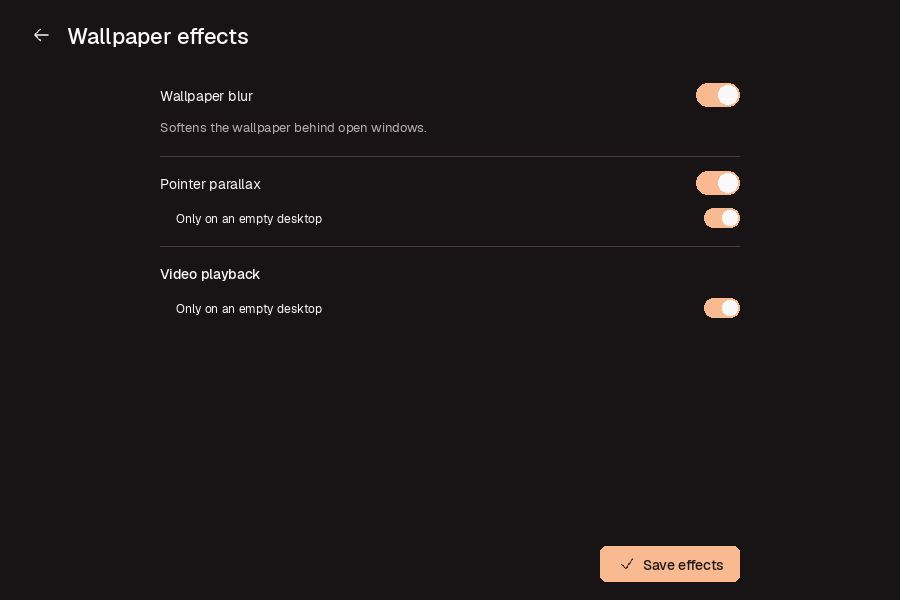 Wallpaper effects
Wallpaper blur
Softens the wallpaper behind open windows.
Pointer parallax
Only on an empty desktop
Video playback
Only on an empty desktop
Save effects